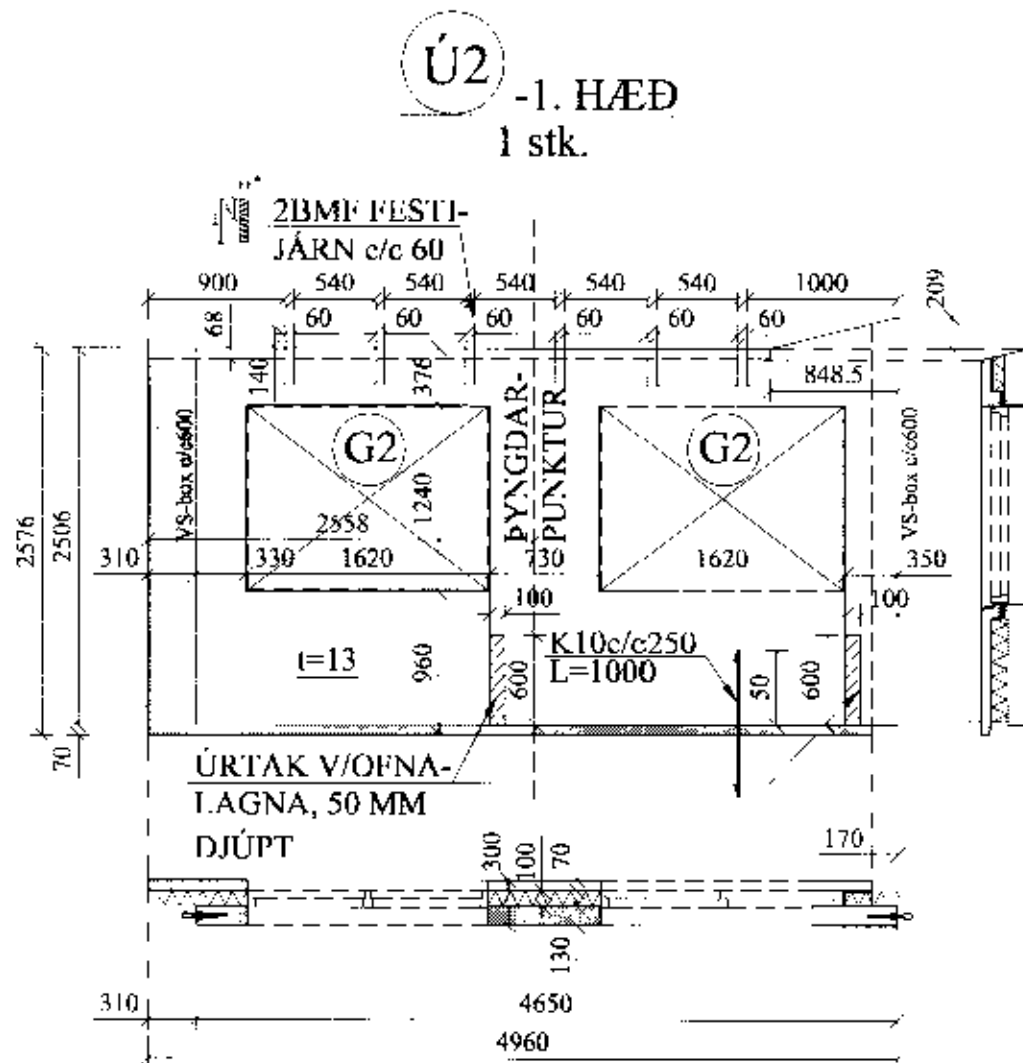 Ú2
-1. HÆÐ
1 stk.
2BMF FESTI-
JÁRN c/c 60
900 540 540 540 540 540 1000
209
68 60 60 60 60 60 60
140 376 848.5
G2 G2
VS-box c/c600
ÞYNGDAR-
PUNKTUR
VS-box c/c600
2576 2506
1240
2558
310 330 1620 730 1620 350
100 100
t=13
960
600
K10c/c250
L=1000
50
600
70
ÚRTAK V/OFNA-
LAGNA, 50 MM
DJÚPT
170
300 100 70
130
310 4650
4960